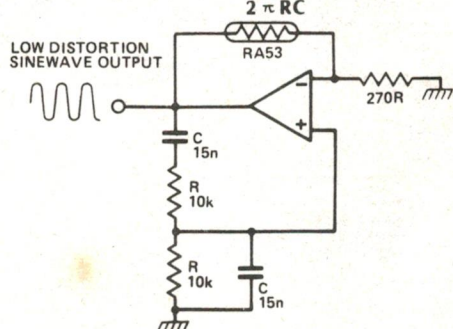 2 π RC
LOW DISTORTION
SINEWAVE OUTPUT
RA53
−
270R
+
C
15n
R
10k
R
10k
C
15n